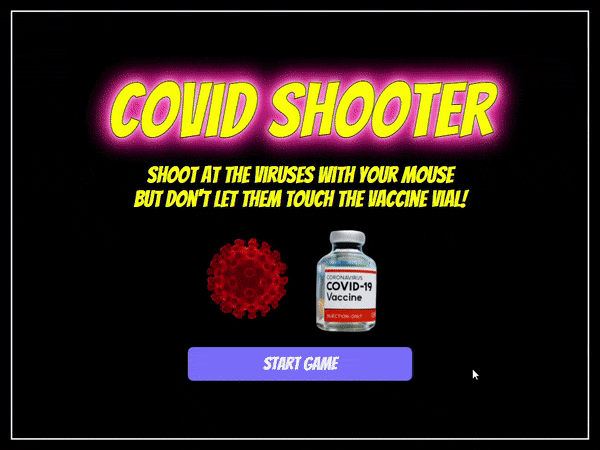 COVID SHOOTER
SHOOT AT THE VIRUSES WITH YOUR MOUSE
BUT DON'T LET THEM TOUCH THE VACCINE VIAL!
CORONAVIRUS
COVID-19
Vaccine
INJECTION ONLY
START GAME